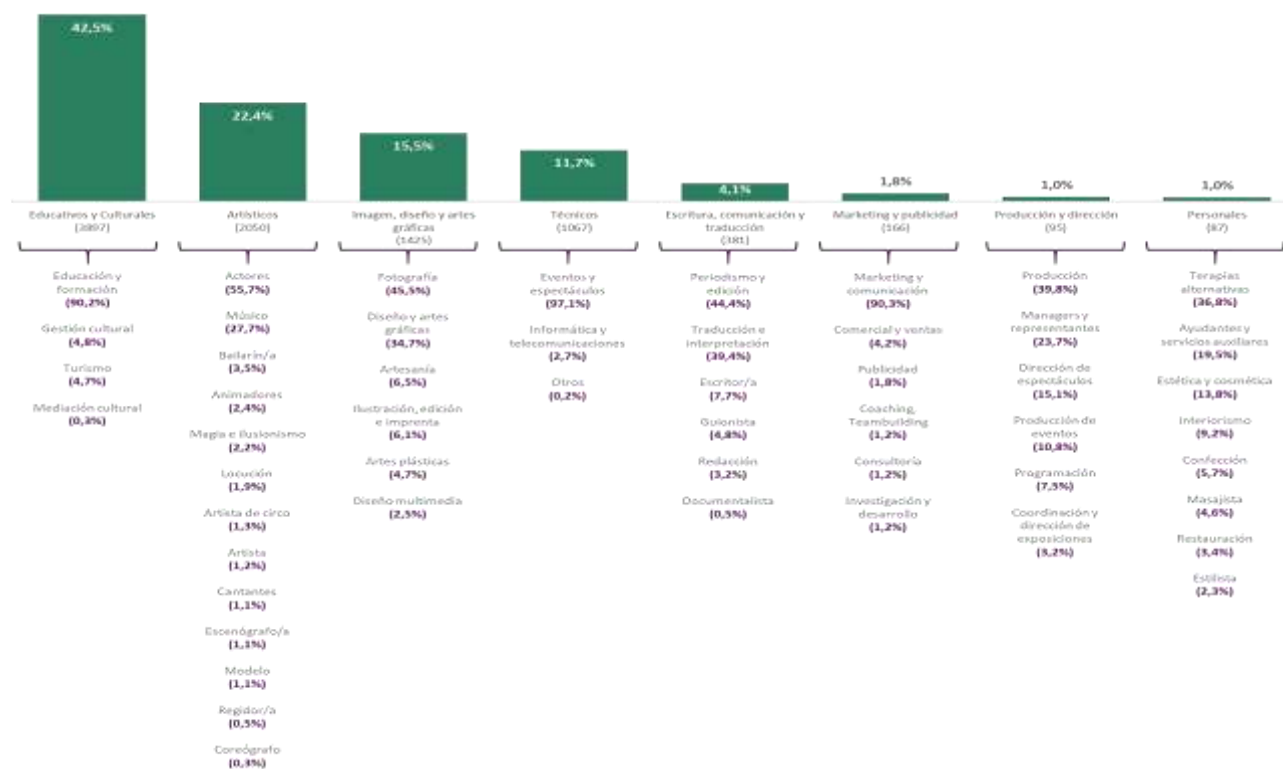 42,5%
22,4%
15,5%
11,7%
4,1%
1,8%
1,0%
1,0%
Educativos y Culturales
(3897)
Educación y
formación
(90,2%)
Gestión cultural
(4,8%)
Turismo
(4,7%)
Mediación cultural
(0,3%)
Artísticos
(2050)
Actores
(55,7%)
Músico
(27,7%)
Bailarín/a
(3,5%)
Animadores
(2,4%)
Magia e ilusionismo
(2,2%)
Locución
(1,9%)
Artista de circo
(1,3%)
Artista
(1,2%)
Cantantes
(1,1%)
Escenógrafo/a
(1,1%)
Modelo
(1,1%)
Regidor/a
(0,5%)
Coreógrafo
(0,3%)
Imagen, diseño y artes
gráficas
(1425)
Fotografía
(45,5%)
Diseño y artes
gráficas
(34,7%)
Artesanía
(6,5%)
Ilustración, edición
e imprenta
(6,1%)
Artes plásticas
(4,7%)
Diseño multimedia
(2,5%)
Técnicos
(1067)
Eventos y
espectáculos
(97,1%)
Informática y
telecomunicaciones
(2,7%)
Otros
(0,2%)
Escritura, comunicación y
traducción
(381)
Periodismo y
edición
(44,4%)
Traducción e
interpretación
(39,4%)
Escritor/a
(7,7%)
Guionista
(4,8%)
Redacción
(3,2%)
Documentalista
(0,5%)
Marketing y publicidad
(166)
Marketing y
comunicación
(90,3%)
Comercial y ventas
(4,2%)
Publicidad
(1,8%)
Coaching,
Teambuilding
(1,2%)
Consultoría
(1,2%)
Investigación y
desarrollo
(1,2%)
Producción y dirección
(95)
Producción
(39,8%)
Managers y
representantes
(23,7%)
Dirección de
espectáculos
(15,1%)
Producción de
eventos
(10,8%)
Programación
(7,5%)
Coordinación y
dirección de
exposiciones
(3,2%)
Personales
(87)
Terapias
alternativas
(36,8%)
Ayudantes y
servicios auxiliares
(19,5%)
Estética y cosmética
(13,8%)
Interiorismo
(9,2%)
Confección
(5,7%)
Masajista
(4,6%)
Restauración
(3,4%)
Estilista
(2,3%)